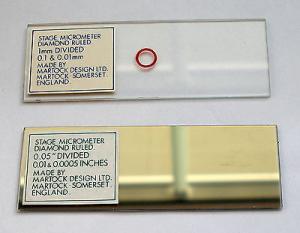 STAGE MICROMETER
DIAMOND RULED.
1mm DIVIDED
0.1 & 0.01mm
MADE BY
MARTOCK DESIGN LTD.
MARTOCK-SOMERSET.
ENGLAND.
STAGE MICROMETER
DIAMOND RULED.
0.05" DIVIDED
0.01 & 0.0005 INCHES
MADE BY
MARTOCK DESIGN LTD.
MARTOCK-SOMERSET.
ENGLAND.